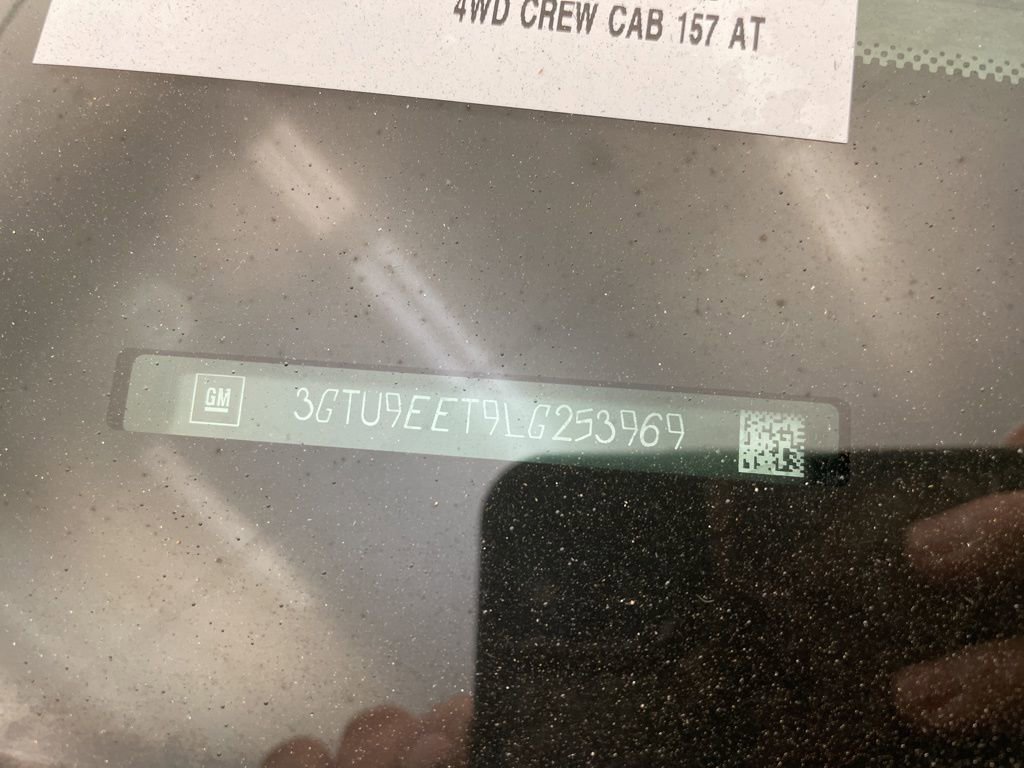 4WD CREW CAB 157 AT
GM 3GTU9EET9LG253969